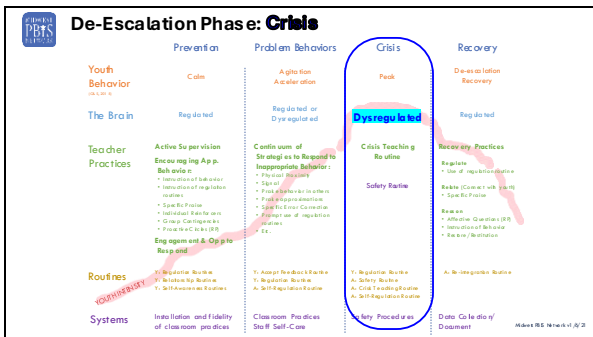 MIDWEST
PBIS
NETWORK
De-Escalation Phase: Crisis
Prevention
Problem Behaviors
Crisis
Recovery
Youth
Behavior
Calm
Agitation
Acceleration
Peak
De-escalation
Recovery
The Brain
Regulated
Regulated or
Dysregulated
Dysregulated
Regulated
Teacher
Practices
Active Supervision
Encouraging App.
Behavior:
• Instruction of behavior
• Instruction of regulation
routines
• Specific Praise
• Individual Reinforcers
• Group Contingencies
• Proactive Circles (RP)
Engagement & Opp to
Respond
Continuum of
Strategies to Respond to
Inappropriate Behavior:
• Physical Proximity
• Signal
• Praise behavior in others
• Praise approximations
• Specific Error Correction
• Prompt use of regulation
routines
• Etc.
Crisis Teaching
Routine
Safety Routine
Recovery Practices
Regulate
• Use of regulation Routine
Relate (Connect with youth)
• Specific Praise
Reason
• Affective Questions (RP)
• Instruction of Behavior
• Restore/Restitution
Routines
YOUTH INTENSITY
Y: Regulation Routines
Y: Relationship Routines
Y: Self-Awareness Routines
Y: Accept Feedback Routine
Y: Regulation Routines
A: Self-Regulation Routine
Y: Regulation Routine
A: Safety Routine
A: Crisis Teaching Routine
A: Self-Regulation Routine
A: Re-integration Routine
Systems
Installation and fidelity
of classroom practices
Classroom Practices
Staff Self-Care
Safety Procedures
Data Collection/
Document
Midwest PBIS Network